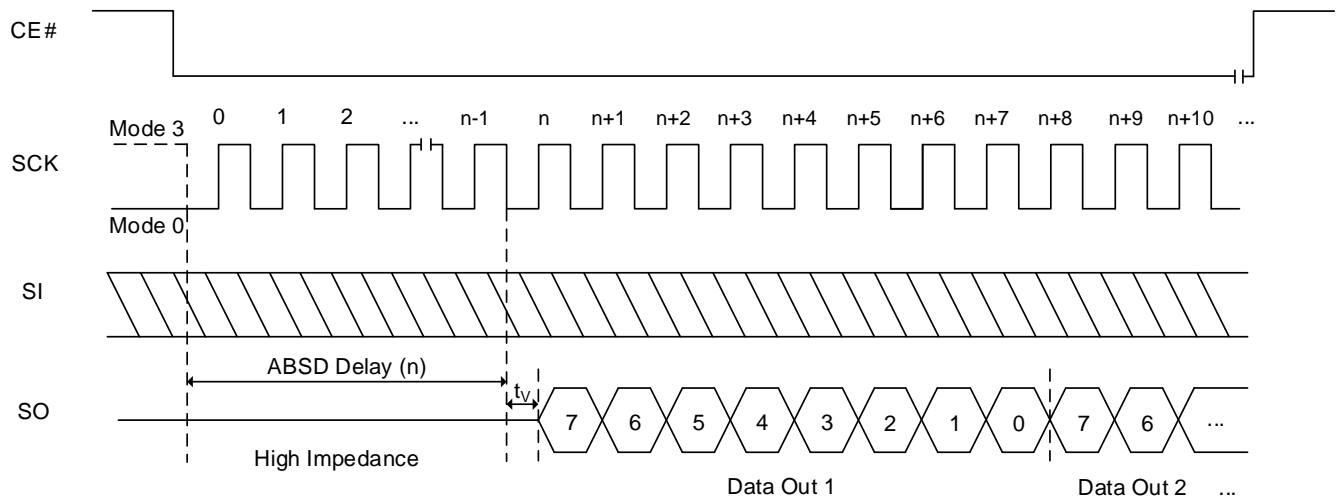 CE#
0 1 2 ... n-1 n n+1 n+2 n+3 n+4 n+5 n+6 n+7 n+8 n+9 n+10 ...
Mode 3
SCK
Mode 0
SI
ABSD Delay (n)
tV
SO
7 6 5 4 3 2 1 0 7 6 ...
High Impedance
Data Out 1 Data Out 2 ...